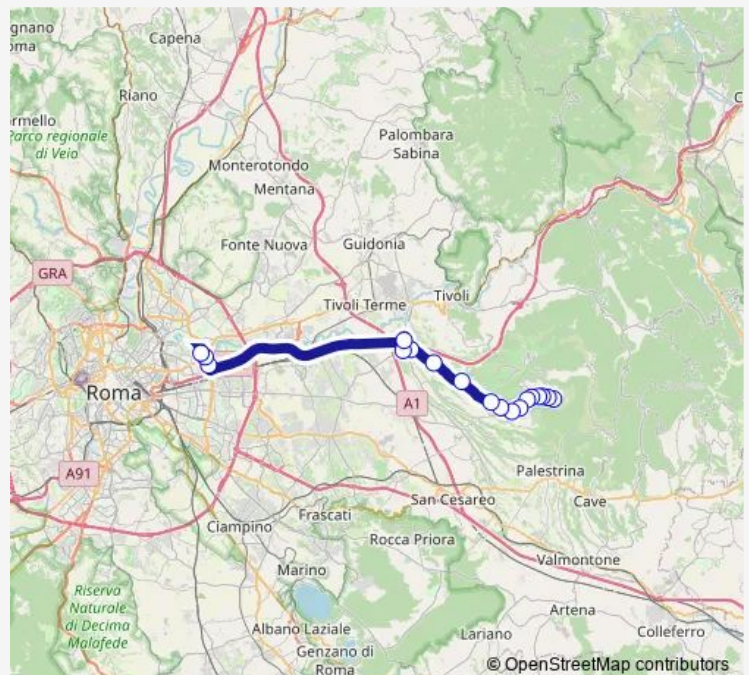 gnano
oma
Capena
Riano
ormello
Parco regionale
di Veio
Palombara
Sabina
Monterotondo
Mentana
Fonte Nuova
Guidonia
GRA
Tivoli Terme
Tivoli
Roma
A1
A91
Palestrina
San Cesareo
Cave
Ciampino
Frascati
Rocca Priora
Valmontone
Marino
Riserva
Naturale
di Decima
Malafede
Artena
Albano Laziale
Lariano
Colleferro
Genzano di
Roma
© OpenStreetMap contributors